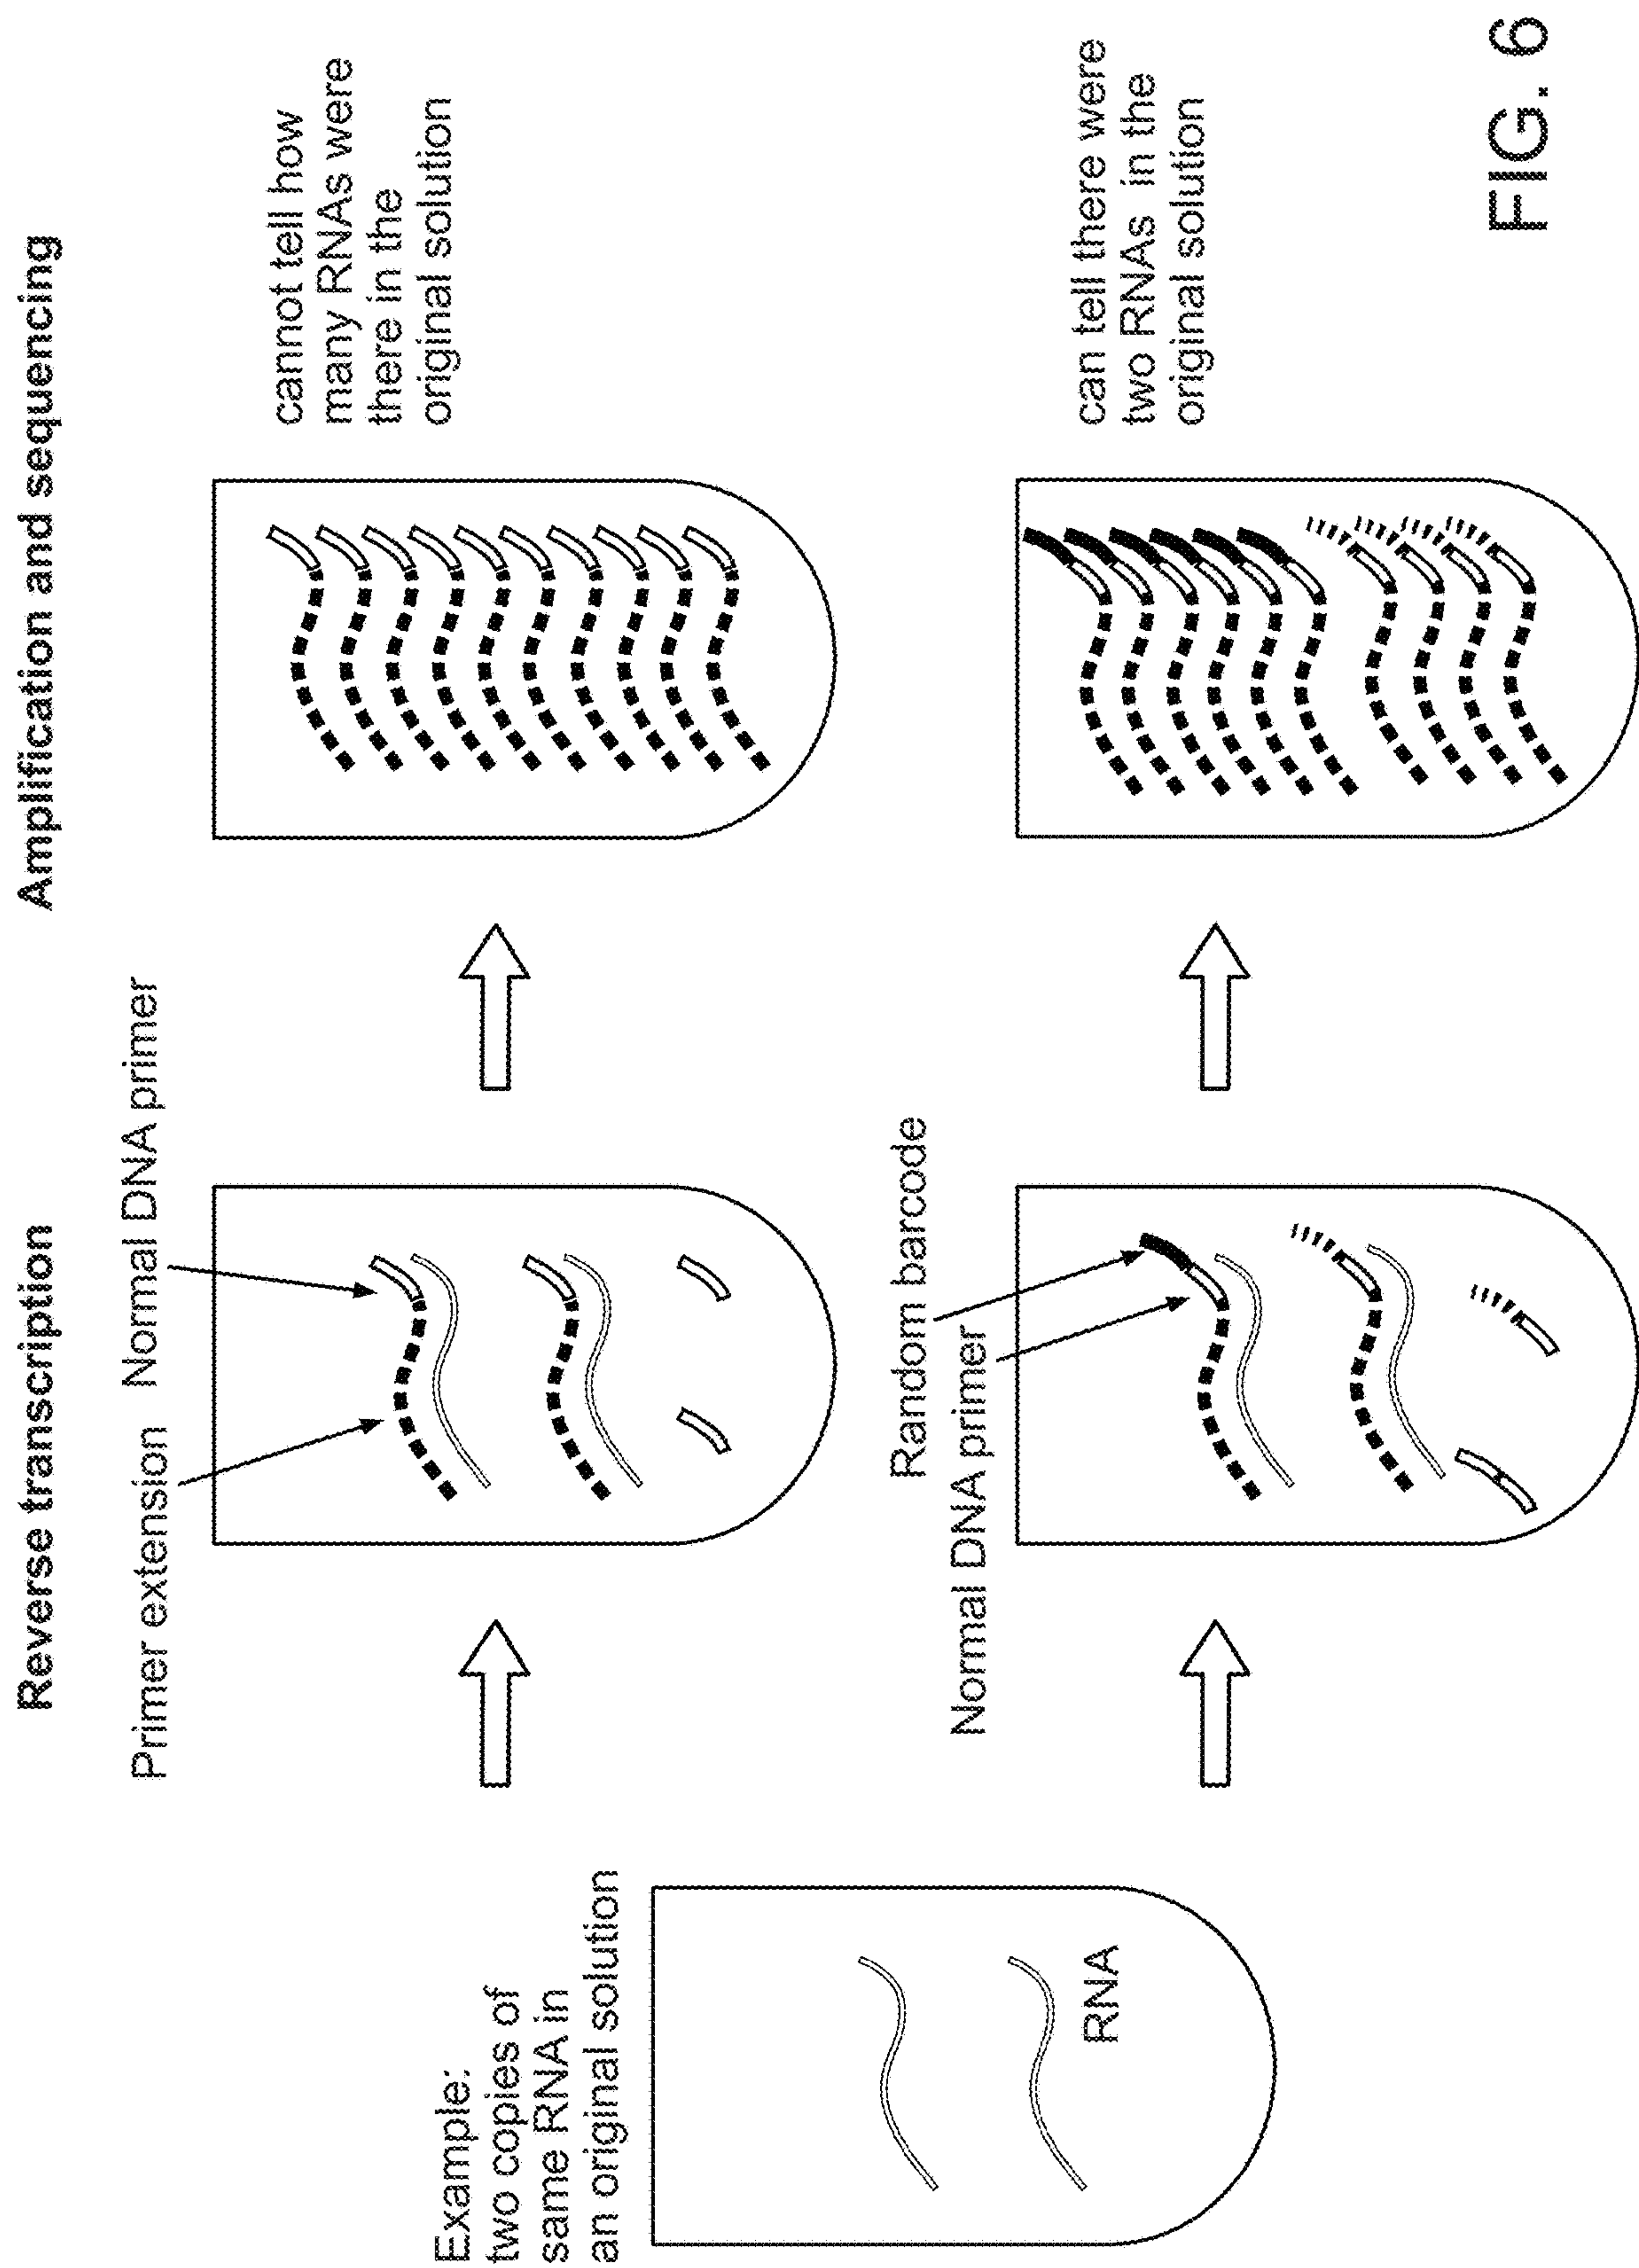 Reverse transcription
Amplification and sequencing
Primer extension
Normal DNA primer
cannot tell how
many RNAs were
there in the
original solution
Example:
two copies of
same RNA in
an original solution
RNA
Random barcode
Normal DNA primer
can tell there were
two RNAs in the
original solution
FIG. 6